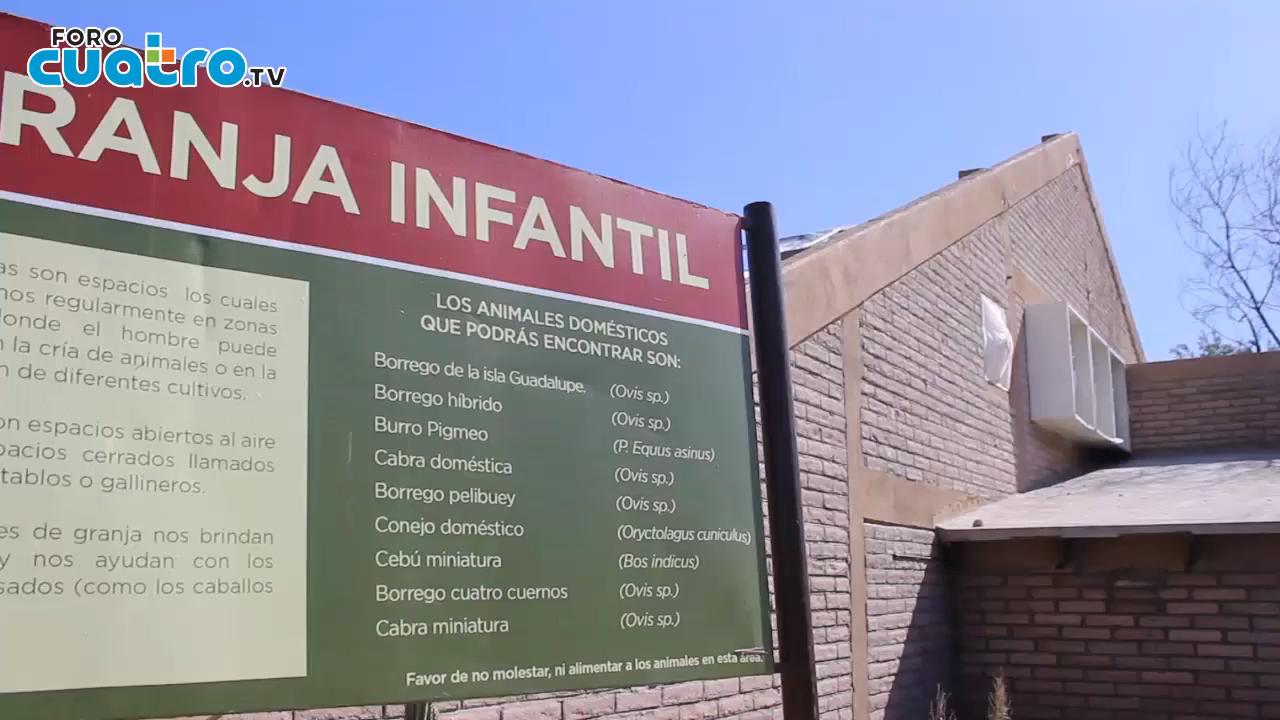 FORO
cuatro.TV
RANJA INFANTIL
as son espacios los cuales
mos regularmente en zonas
donde el hombre puede
n la cría de animales o en la
n de diferentes cultivos.
on espacios abiertos al aire
pacios cerrados llamados
tablos o gallineros.
es de granja nos brindan
y nos ayudan con los
sados (como los caballos
LOS ANIMALES DOMÉSTICOS
QUE PODRÁS ENCONTRAR SON:
Borrego de la isla Guadalupe. (Ovis sp.)
Borrego híbrido (Ovis sp.)
Burro Pigmeo (P. Equus asinus)
Cabra doméstica (Ovis sp.)
Borrego pelibuey (Ovis sp.)
Conejo doméstico (Oryctolagus cuniculus)
Cebú miniatura (Bos indicus)
Borrego cuatro cuernos (Ovis sp.)
Cabra miniatura (Ovis sp.)
Favor de no molestar, ni alimentar a los animales en esta área.